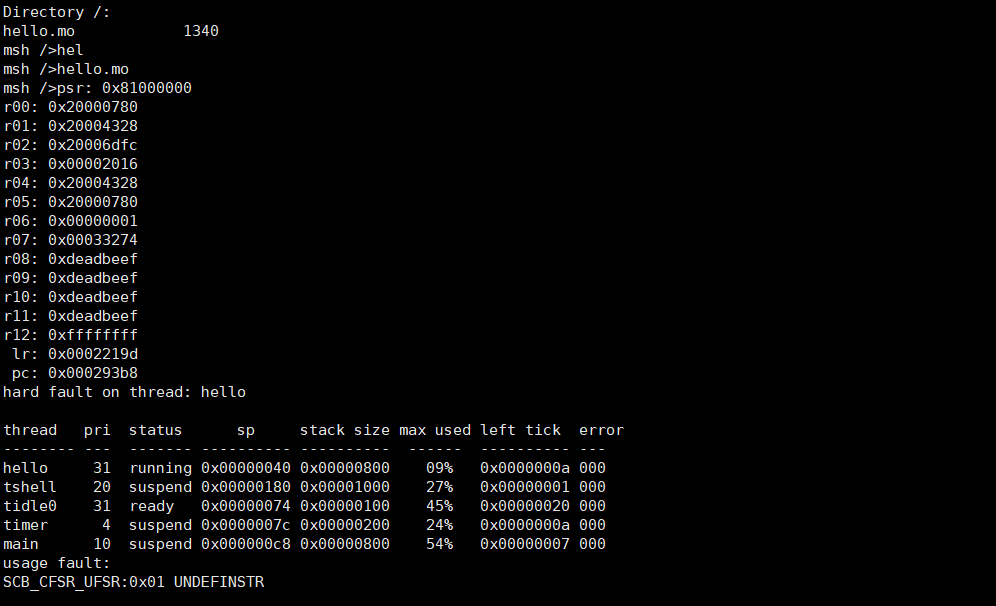 Directory /:
hello.mo            1340
msh />hel
msh />hello.mo
msh />psr: 0x81000000
r00: 0x20000780
r01: 0x20004328
r02: 0x20006dfc
r03: 0x00002016
r04: 0x20004328
r05: 0x20000780
r06: 0x00000001
r07: 0x00033274
r08: 0xdeadbeef
r09: 0xdeadbeef
r10: 0xdeadbeef
r11: 0xdeadbeef
r12: 0xffffffff
 lr: 0x0002219d
 pc: 0x000293b8
hard fault on thread: hello

thread   pri  status      sp     stack size max used left tick  error
-------- ---  ------- ---------- ----------  ------  ---------- ---
hello     31  running 0x00000040 0x00000800    09%   0x0000000a 000
tshell    20  suspend 0x00000180 0x00001000    27%   0x00000001 000
tidle0    31  ready   0x00000074 0x00000100    45%   0x00000020 000
timer      4  suspend 0x0000007c 0x00000200    24%   0x0000000a 000
main      10  suspend 0x000000c8 0x00000800    54%   0x00000007 000
usage fault:
SCB_CFSR_UFSR:0x01 UNDEFINSTR